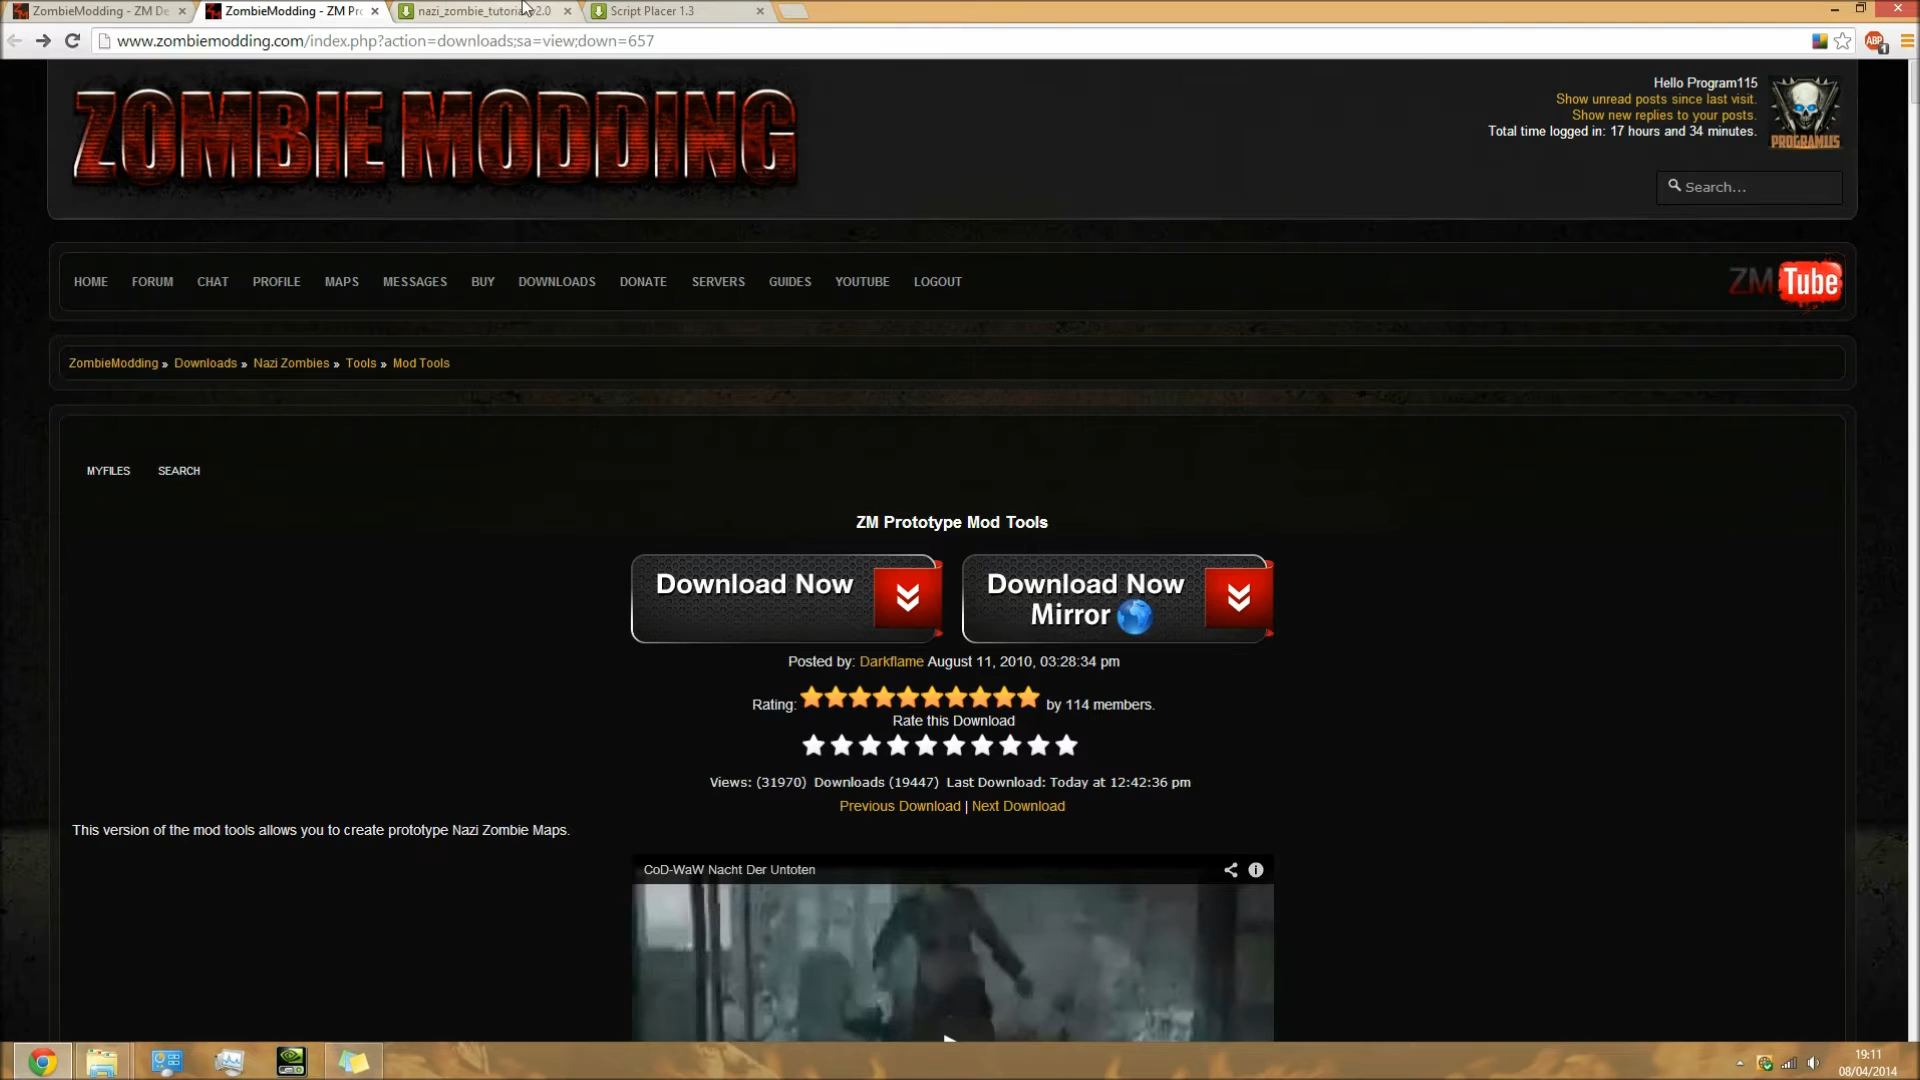 ZombieModding - ZM De
ZombieModding - ZM Pr
nazi_zombie_tutorial v2.0
Script Placer 1.3
www.zombiemodding.com/index.php?action=downloads;sa=view;down=657
ABP
1
ZOMBIE MODDING
Hello Program115
Show unread posts since last visit.
Show new replies to your posts.
Total time logged in: 17 hours and 34 minutes.
PROGRAM115
Search...
HOME
FORUM
CHAT
PROFILE
MAPS
MESSAGES
BUY
DOWNLOADS
DONATE
SERVERS
GUIDES
YOUTUBE
LOGOUT
ZM Tube
ZombieModding » Downloads » Nazi Zombies » Tools » Mod Tools
MYFILES
SEARCH
ZM Prototype Mod Tools
Download Now
Download Now
Mirror
Posted by: Darkflame August 11, 2010, 03:28:34 pm
Rating: by 114 members.
Rate this Download
Views: (31970) Downloads (19447) Last Download: Today at 12:42:36 pm
Previous Download | Next Download
This version of the mod tools allows you to create prototype Nazi Zombie Maps.
CoD-WaW Nacht Der Untoten
19:11
08/04/2014